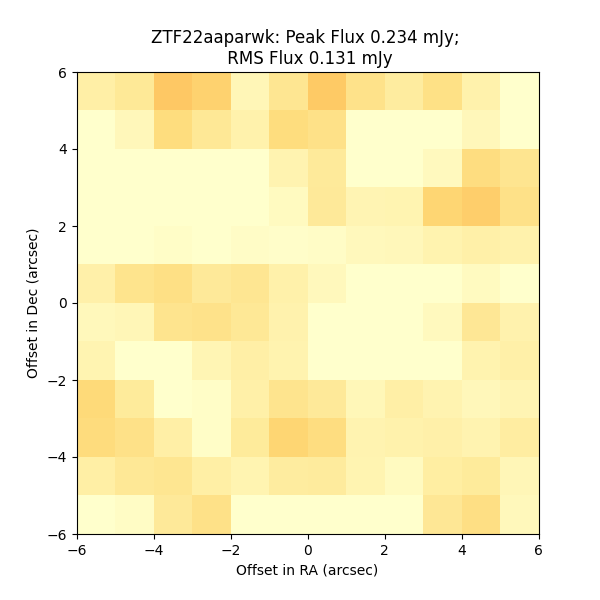 ZTF22aaparwk: Peak Flux 0.234 mJy;
RMS Flux 0.131 mJy
6
4
2
0
−2
−4
−6
Offset in Dec (arcsec)
−6 −4 −2 0 2 4 6
Offset in RA (arcsec)